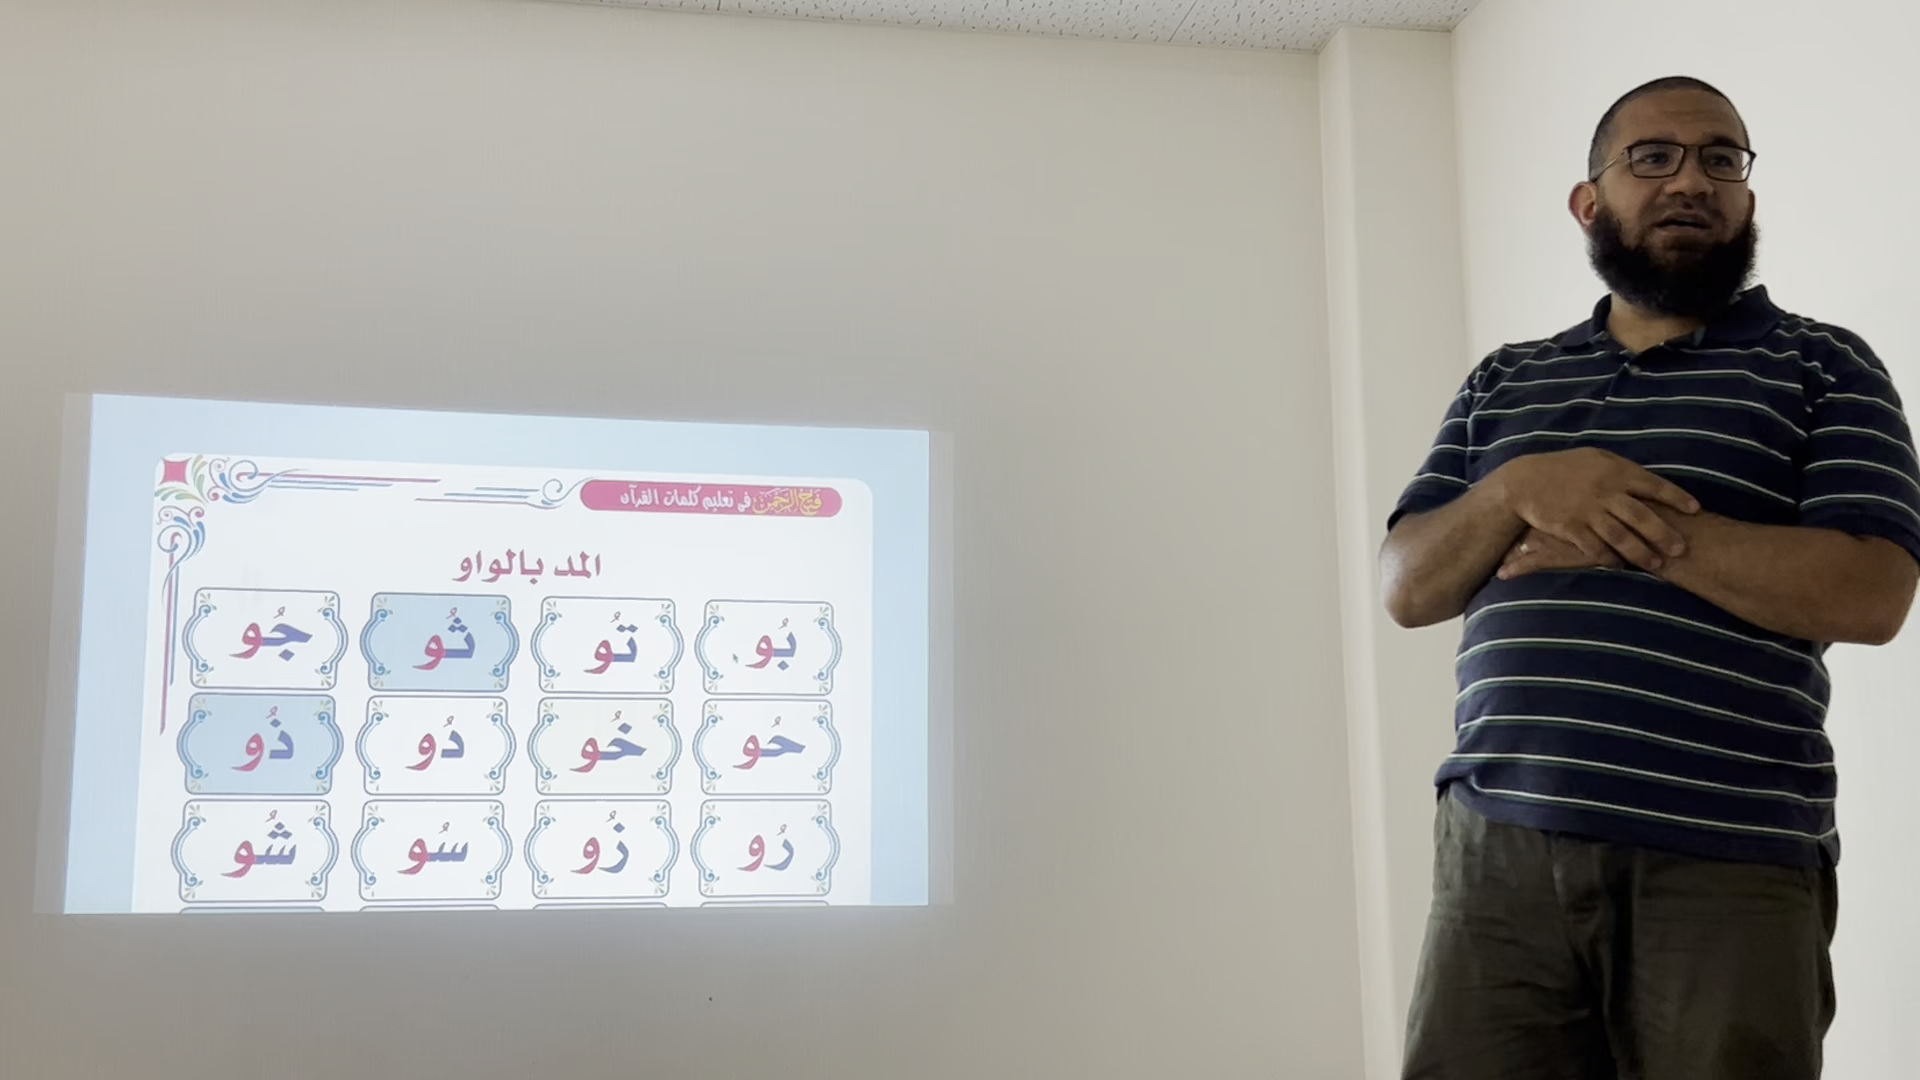 فتح الرحمن في تعليم كلمات القرآن
المد بالواو
بُو تُو ثُو جُو
حُو خُو دُو ذُو
رُو زُو سُو شُو